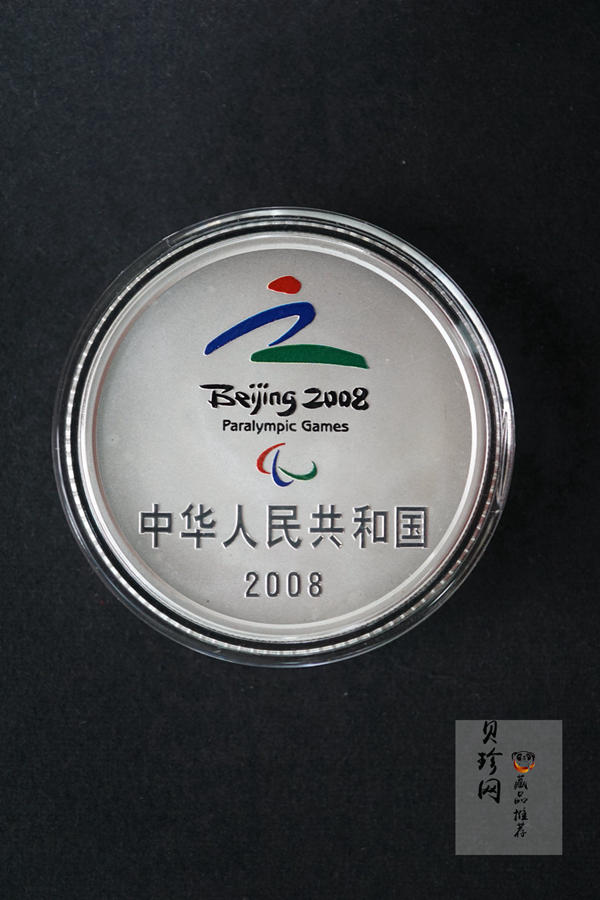 Beijing 2008
Paralympic Games
中华人民共和国
2008
贝珍网
藏品推荐